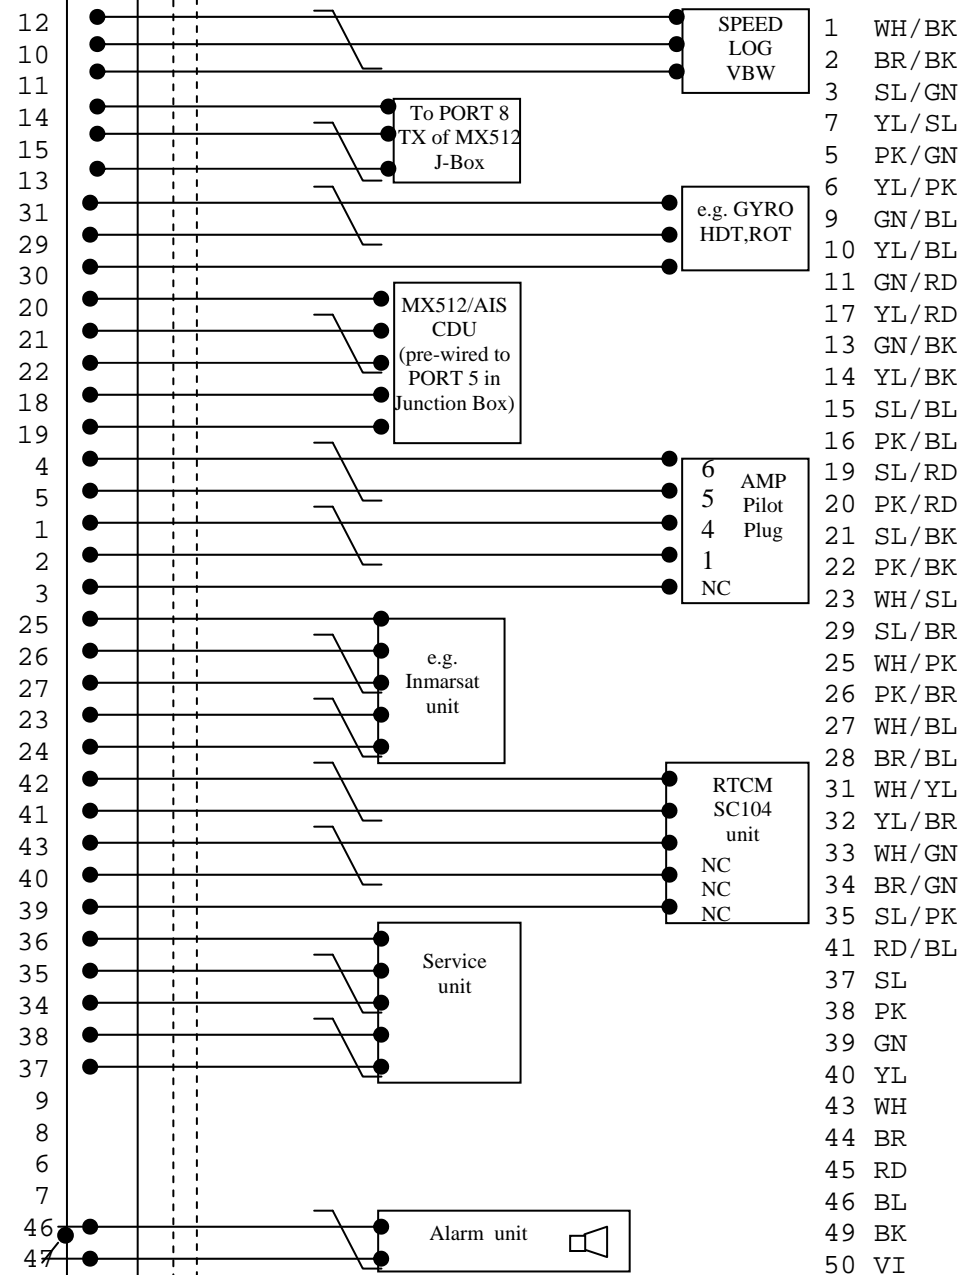 12
10
11
14
15
13
31
29
30
20
21
22
18
19
4
5
1
2
3
25
26
27
23
24
42
41
43
40
39
36
35
34
38
37
9
8
6
7
46
47
SPEED
LOG
VBW
To PORT 8
TX of MX512
J-Box
e.g. GYRO
HDT,ROT
MX512/AIS
CDU
(pre-wired to
PORT 5 in
Junction Box)
6
5
4
1
NC
AMP
Pilot
Plug
e.g.
Inmarsat
unit
RTCM
SC104
unit
NC
NC
NC
Service
unit
Alarm unit
1 WH/BK
2 BR/BK
3 SL/GN
7 YL/SL
5 PK/GN
6 YL/PK
9 GN/BL
10 YL/BL
11 GN/RD
17 YL/RD
13 GN/BK
14 YL/BK
15 SL/BL
16 PK/BL
19 SL/RD
20 PK/RD
21 SL/BK
22 PK/BK
23 WH/SL
29 SL/BR
25 WH/PK
26 PK/BR
27 WH/BL
28 BR/BL
31 WH/YL
32 YL/BR
33 WH/GN
34 BR/GN
35 SL/PK
41 RD/BL
37 SL
38 PK
39 GN
40 YL
43 WH
44 BR
45 RD
46 BL
49 BK
50 VI